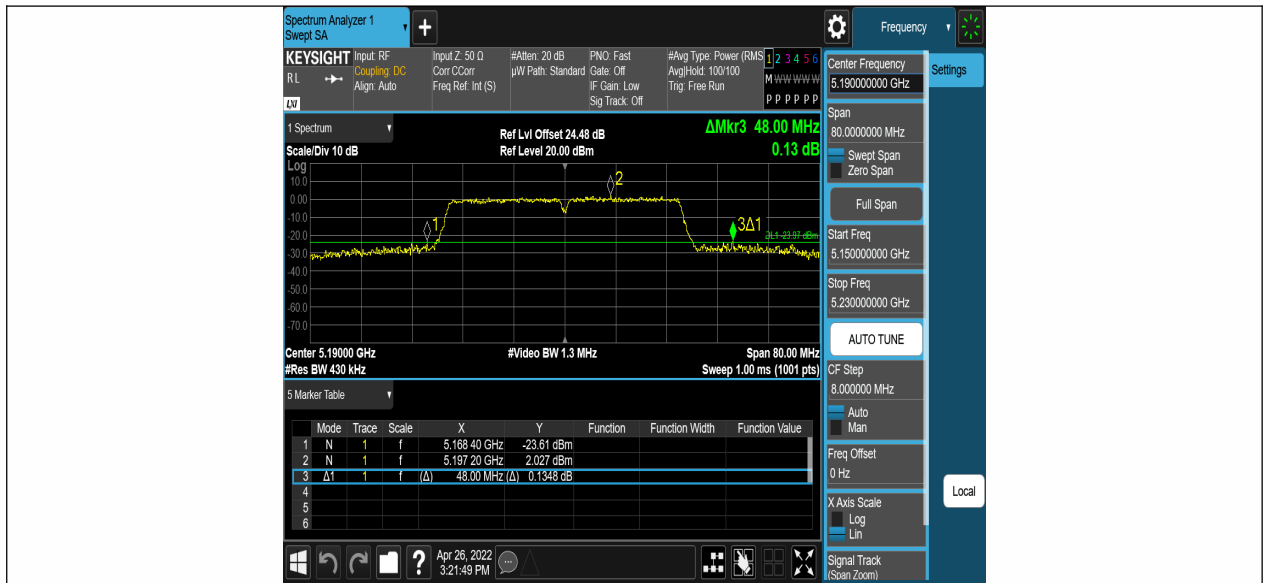 Spectrum Analyzer 1
Swept SA
+
Frequency
KEYSIGHT
RL
LXI
Input: RF
Coupling: DC
Align: Auto
Input Z: 50 Ω
Corr CCorr
Freq Ref: Int (S)
#Atten: 20 dB
µW Path: Standard
PNO: Fast
Gate: Off
IF Gain: Low
Sig Track: Off
#Avg Type: Power (RMS
Avg|Hold: 100/100
Trig: Free Run
1 2 3 4 5 6
M W W W W W
P P P P P P
1 Spectrum
Scale/Div 10 dB
Ref Lvl Offset 24.48 dB
Ref Level 20.00 dBm
ΔMkr3 48.00 MHz
0.13 dB
Log
10.0
0.00
-10.0
-20.0
-30.0
-40.0
-50.0
-60.0
-70.0
1
2
3Δ1
DL1 -23.97 dBm
Center 5.19000 GHz
#Video BW 1.3 MHz
Span 80.00 MHz
#Res BW 430 kHz
Sweep 1.00 ms (1001 pts)
5 Marker Table
Mode Trace Scale X Y Function Function Width Function Value
1 N 1 f 5.168 40 GHz -23.61 dBm
2 N 1 f 5.197 20 GHz 2.027 dBm
3 Δ1 1 f (Δ) 48.00 MHz (Δ) 0.1348 dB
4
5
6
?
Apr 26, 2022
3:21:49 PM
Center Frequency
5.190000000 GHz
Settings
Span
80.0000000 MHz
Swept Span
Zero Span
Full Span
Start Freq
5.150000000 GHz
Stop Freq
5.230000000 GHz
AUTO TUNE
CF Step
8.000000 MHz
Auto
Man
Freq Offset
0 Hz
X Axis Scale
Log
Lin
Local
Signal Track
(Span Zoom)